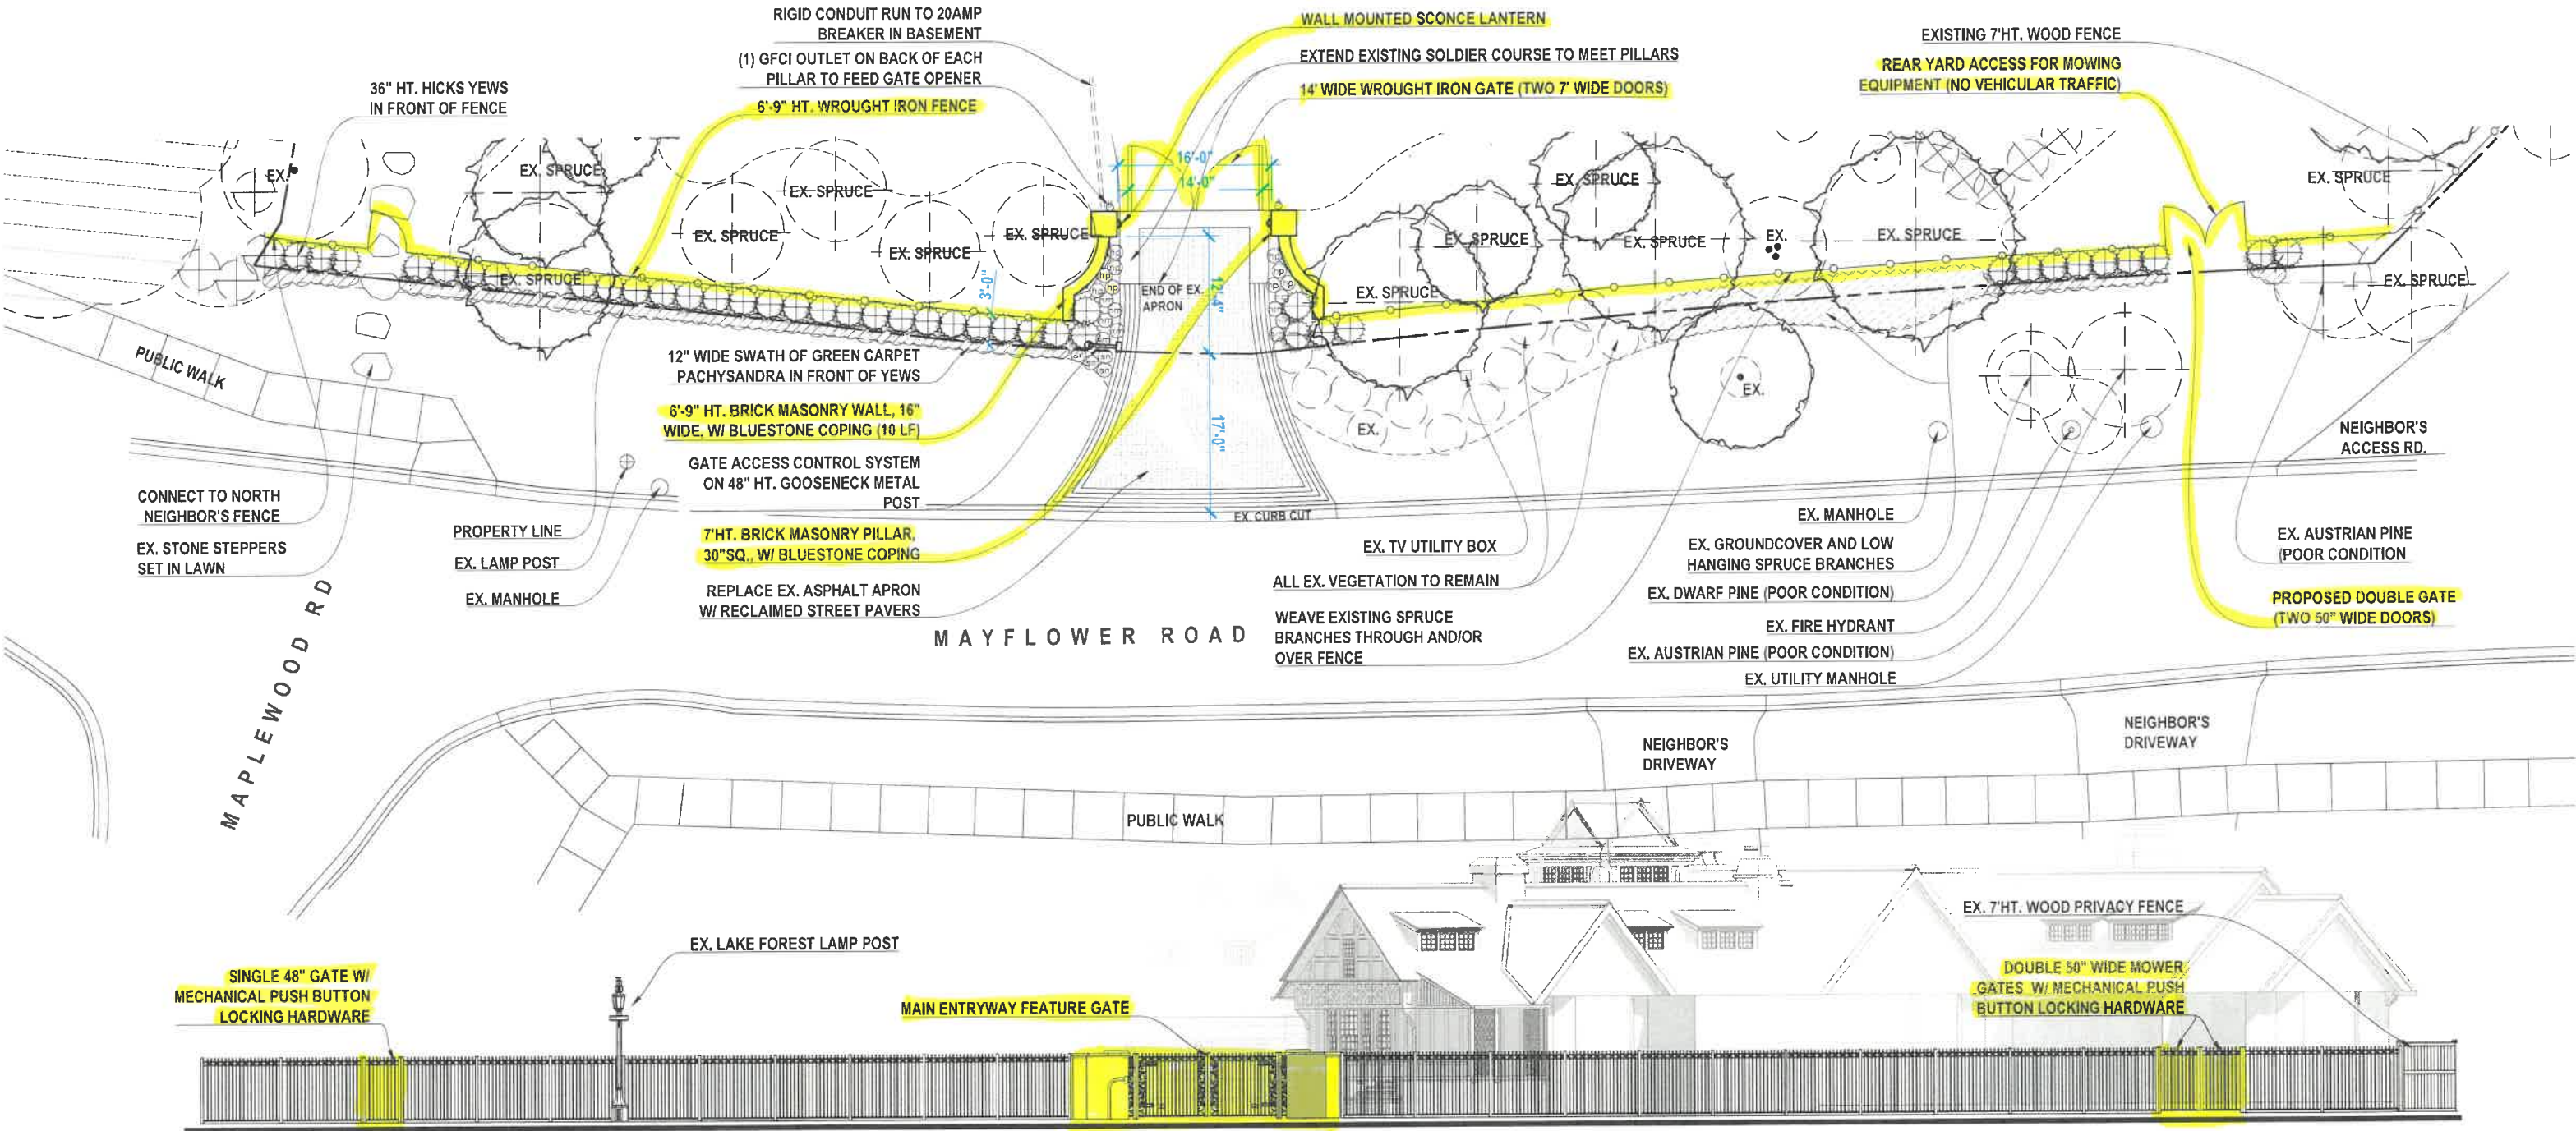 RIGID CONDUIT RUN TO 20AMP
BREAKER IN BASEMENT
(1) GFCI OUTLET ON BACK OF EACH
PILLAR TO FEED GATE OPENER
WALL MOUNTED SCONCE LANTERN
EXTEND EXISTING SOLDIER COURSE TO MEET PILLARS
14' WIDE WROUGHT IRON GATE (TWO 7' WIDE DOORS)
EXISTING 7'HT. WOOD FENCE
REAR YARD ACCESS FOR MOWING
EQUIPMENT (NO VEHICULAR TRAFFIC)
36" HT. HICKS YEWS
IN FRONT OF FENCE
6'-9" HT. WROUGHT IRON FENCE
16'-0"
14'-0"
EX.
EX. SPRUCE
EX. SPRUCE
EX. SPRUCE
EX. SPRUCE
EX. SPRUCE
EX. SPRUCE
EX. SPRUCE
EX. SPRUCE
EX. SPRUCE
EX.
EX. SPRUCE
EX. SPRUCE
EX. SPRUCE
EX. SPRUCE
hp
hp
P
P
P
3'-0"
12'-4"
17'-0"
END OF EX.
APRON
EX.
EX.
PUBLIC WALK
12" WIDE SWATH OF GREEN CARPET
PACHYSANDRA IN FRONT OF YEWS
6'-9" HT. BRICK MASONRY WALL, 16"
WIDE, W/ BLUESTONE COPING (10 LF)
GATE ACCESS CONTROL SYSTEM
ON 48" HT. GOOSENECK METAL
POST
7'HT. BRICK MASONRY PILLAR,
30"SQ., W/ BLUESTONE COPING
REPLACE EX. ASPHALT APRON
W/ RECLAIMED STREET PAVERS
CONNECT TO NORTH
NEIGHBOR'S FENCE
EX. STONE STEPPERS
SET IN LAWN
PROPERTY LINE
EX. LAMP POST
EX. MANHOLE
EX. CURB CUT
EX. TV UTILITY BOX
ALL EX. VEGETATION TO REMAIN
WEAVE EXISTING SPRUCE
BRANCHES THROUGH AND/OR
OVER FENCE
EX. MANHOLE
EX. GROUNDCOVER AND LOW
HANGING SPRUCE BRANCHES
EX. DWARF PINE (POOR CONDITION)
EX. FIRE HYDRANT
EX. AUSTRIAN PINE (POOR CONDITION)
EX. UTILITY MANHOLE
NEIGHBOR'S
ACCESS RD.
EX. AUSTRIAN PINE
(POOR CONDITION
PROPOSED DOUBLE GATE
(TWO 50" WIDE DOORS)
MAPLEWOOD RD
MAYFLOWER ROAD
NEIGHBOR'S
DRIVEWAY
NEIGHBOR'S
DRIVEWAY
PUBLIC WALK
EX. 7'HT. WOOD PRIVACY FENCE
EX. LAKE FOREST LAMP POST
SINGLE 48" GATE W/
MECHANICAL PUSH BUTTON
LOCKING HARDWARE
MAIN ENTRYWAY FEATURE GATE
DOUBLE 50" WIDE MOWER
GATES W/ MECHANICAL PUSH
BUTTON LOCKING HARDWARE